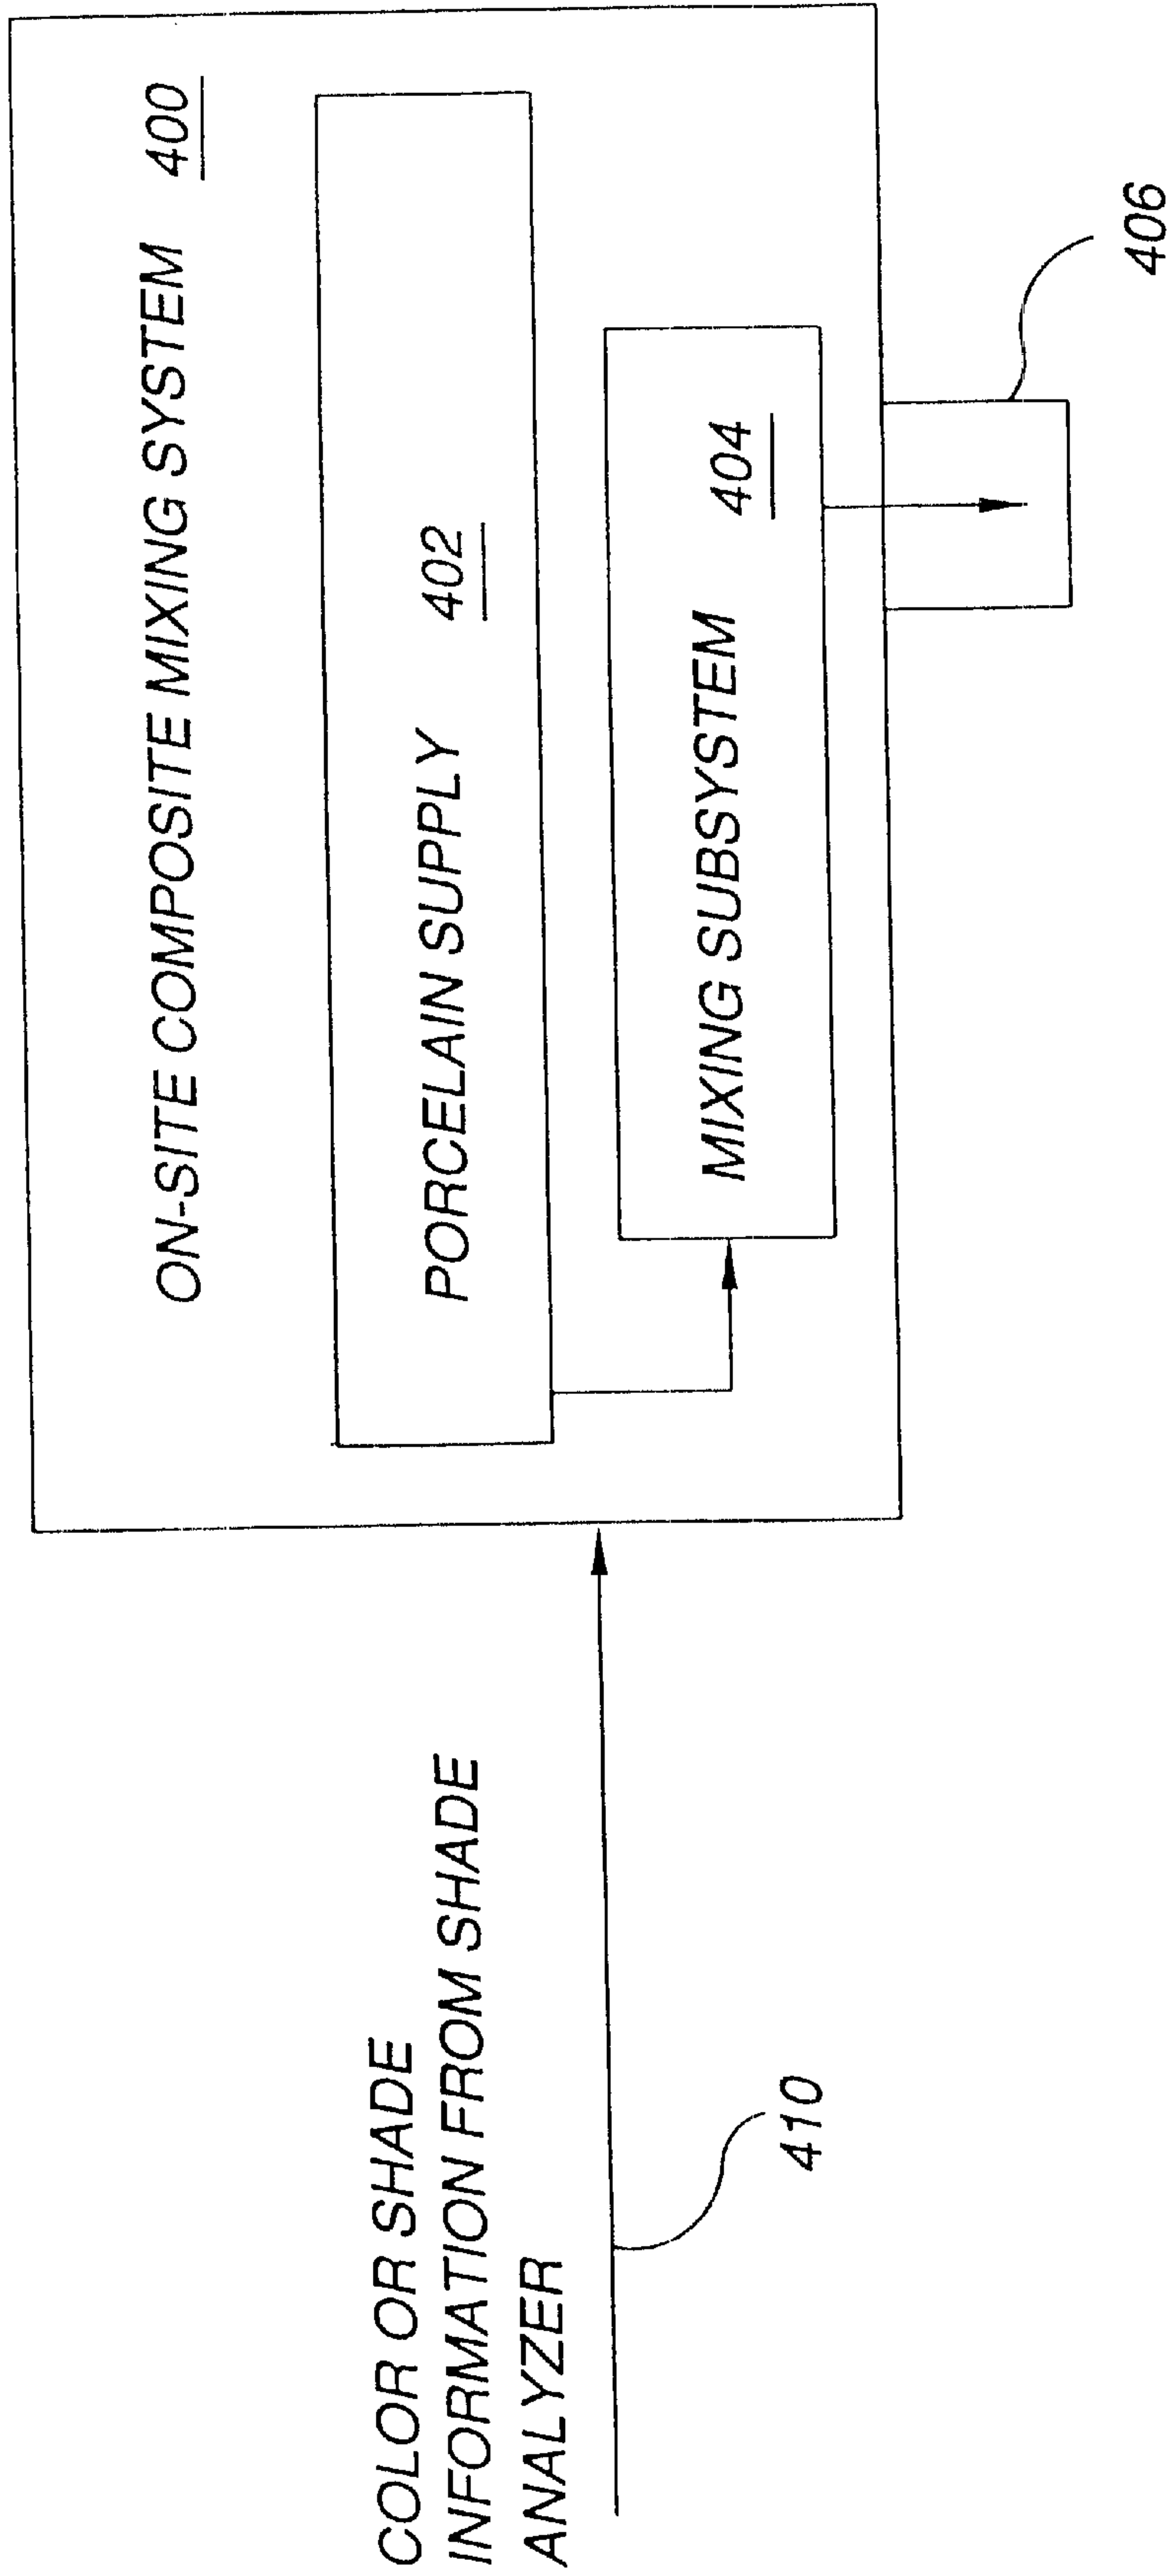 COLOR OR SHADE
INFORMATION FROM SHADE
ANALYZER
410
ON-SITE COMPOSITE MIXING SYSTEM 400
PORCELAIN SUPPLY 402
MIXING SUBSYSTEM 404
406